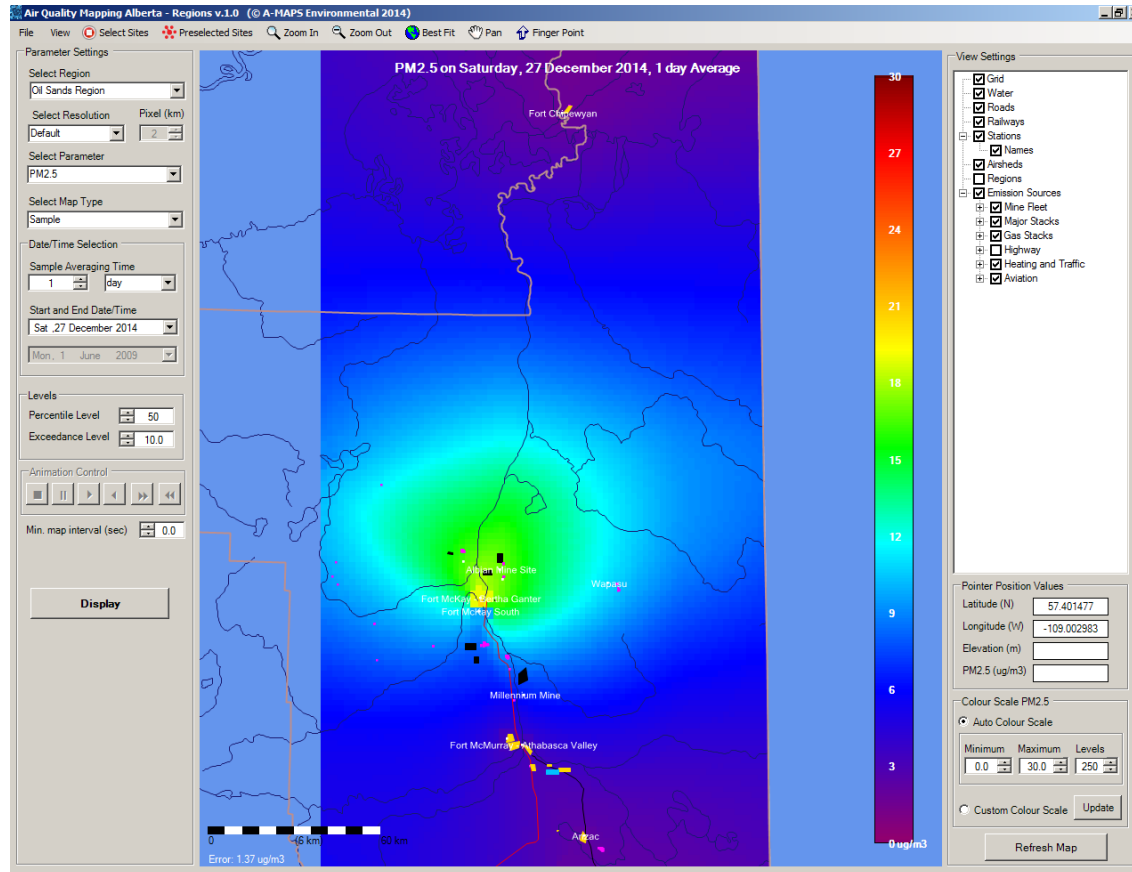 Air Quality Mapping Alberta - Regions v.1.0 (© A-MAPS Environmental 2014)
File View Select Sites Preselected Sites Zoom In Zoom Out Best Fit Pan Finger Point
Parameter Settings
Select Region
Oil Sands Region
Select Resolution Pixel (km)
Default 2
Select Parameter
PM2.5
Select Map Type
Sample
Date/Time Selection
Sample Averaging Time
1 day
Start and End Date/Time
Sat ,27 December 2014
Mon, 1 June 2009
Levels
Percentile Level 50
Exceedance Level 10.0
Animation Control
Min. map interval (sec) 0.0
Display
PM2.5 on Saturday, 27 December 2014, 1 day Average
Fort Chipewyan
Wapasu
Fort McKay South
Millennium Mine
Fort McMurray Athabasca Valley
Anzac
0
Error: 1.37 ug/m3
30
27
24
21
18
15
12
9
6
3
0 ug/m3
View Settings
Grid
Water
Roads
Railways
Stations
Names
Airsheds
Regions
Emission Sources
Mine Fleet
Major Stacks
Gas Stacks
Highway
Heating and Traffic
Aviation
Pointer Position Values
Latitude (N) 57.401477
Longitude (W) -109.002983
Elevation (m)
PM2.5 (ug/m3)
Colour Scale PM2.5
Auto Colour Scale
Minimum Maximum Levels
0.0 30.0 250
Custom Colour Scale Update
Refresh Map